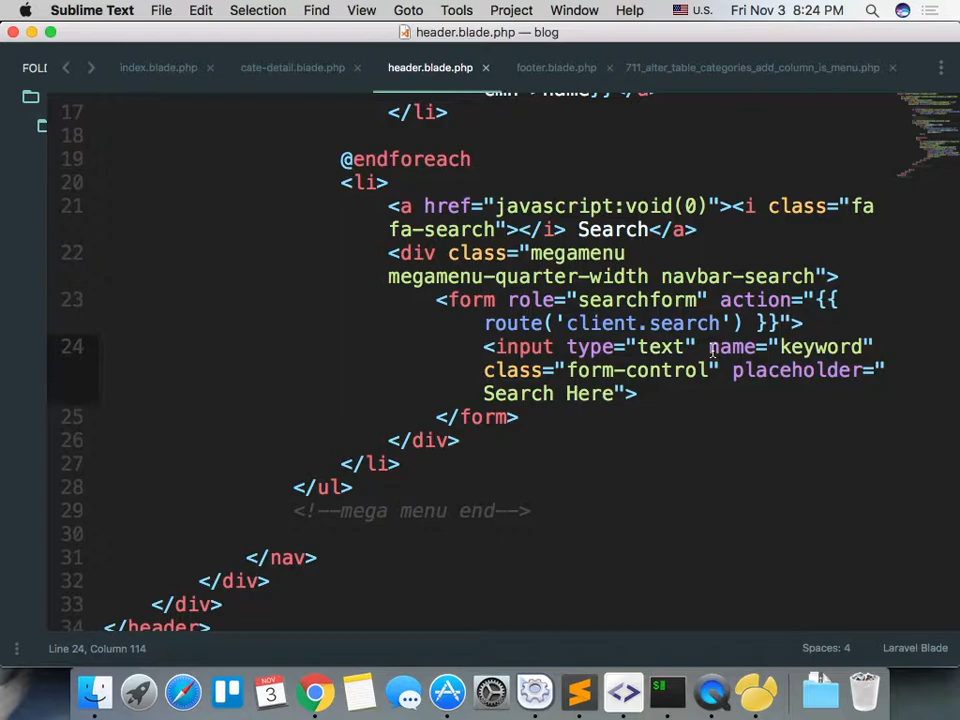 Sublime Text File Edit Selection Find View Goto Tools Project Window Help U.S. Fri Nov 3 8:24 PM
header.blade.php — blog
FOLD index.blade.php × cate-detail.blade.php × header.blade.php × footer.blade.php × 711_alter_table_categories_add_column_is_menu.php ×
17 </li>
18
19 @endforeach
20 <li>
21 <a href="javascript:void(0)"><i class="fa
fa-search"></i> Search</a>
22 <div class="megamenu
megamenu-quarter-width navbar-search">
23 <form role="searchform" action="{{
route('client.search') }}">
24 <input type="text" name="keyword"
class="form-control" placeholder="
Search Here">
25 </form>
26 </div>
27 </li>
28 </ul>
29 <!--mega menu end-->
30
31 </nav>
32 </div>
33 </div>
34 </header>
Line 24, Column 114 Spaces: 4 Laravel Blade
NOV
3